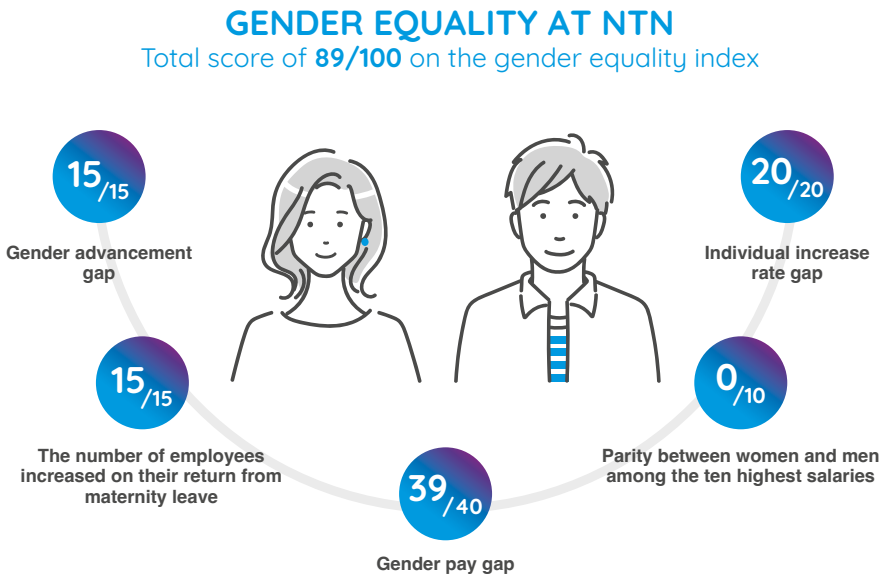 GENDER EQUALITY AT NTN
Total score of 89/100 on the gender equality index
15/15
Gender advancement
gap
20/20
Individual increase
rate gap
15/15
The number of employees
increased on their return from
maternity leave
0/10
Parity between women and men
among the ten highest salaries
39/40
Gender pay gap